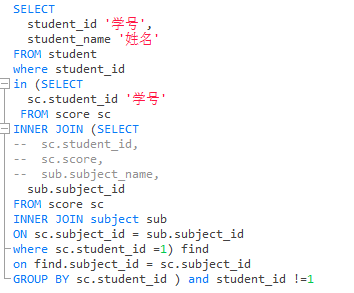 SELECT
student_id '学号',
student_name '姓名'
FROM student
where student_id
in (SELECT
sc.student_id '学号'
FROM score sc
INNER JOIN (SELECT
-- sc.student_id,
-- sc.score,
-- sub.subject_name,
sub.subject_id
FROM score sc
INNER JOIN subject sub
ON sc.subject_id = sub.subject_id
where sc.student_id =1) find
on find.subject_id = sc.subject_id
GROUP BY sc.student_id ) and student_id !=1